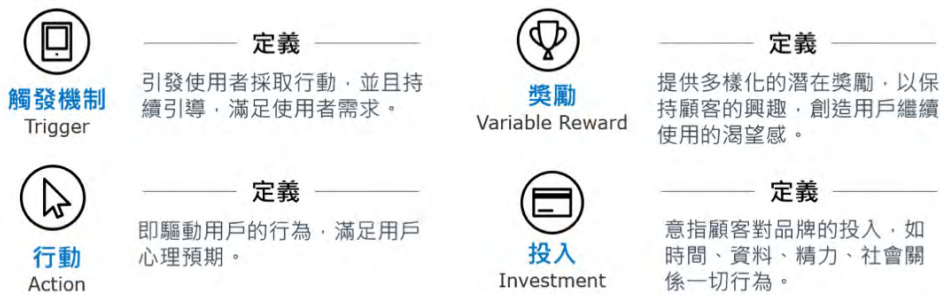 觸發機制
Trigger
定義
引發使用者採取行動，並且持
續引導，滿足使用者需求。
獎勵
Variable Reward
定義
提供多樣化的潛在獎勵，以保
持顧客的興趣，創造用戶繼續
使用的渴望感。
行動
Action
定義
即驅動用戶的行為，滿足用戶
心理預期。
投入
Investment
定義
意指顧客對品牌的投入，如
時間、資料、精力、社會關
係一切行為。